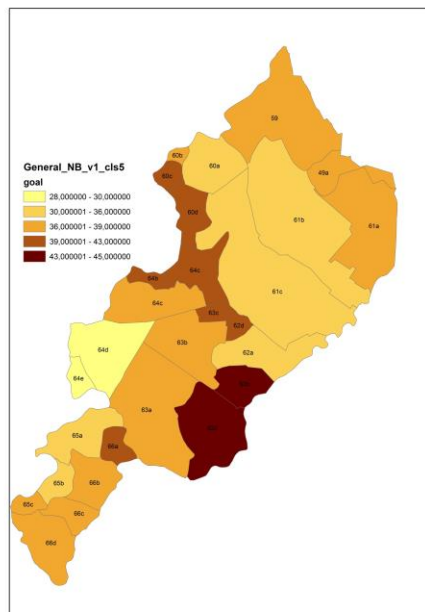 59
60b
60a
60c
49a
General_NB_v1_cls5
goal
28,000000 - 30,000000
30,000001 - 36,000000
36,000001 - 39,000000
39,000001 - 43,000000
43,000001 - 45,000000
60d
61b
61a
64c
64b
61c
64c
63c
62d
63b
64d
62a
64e
63a
65a
66a
65b
66b
65c
66c
66d